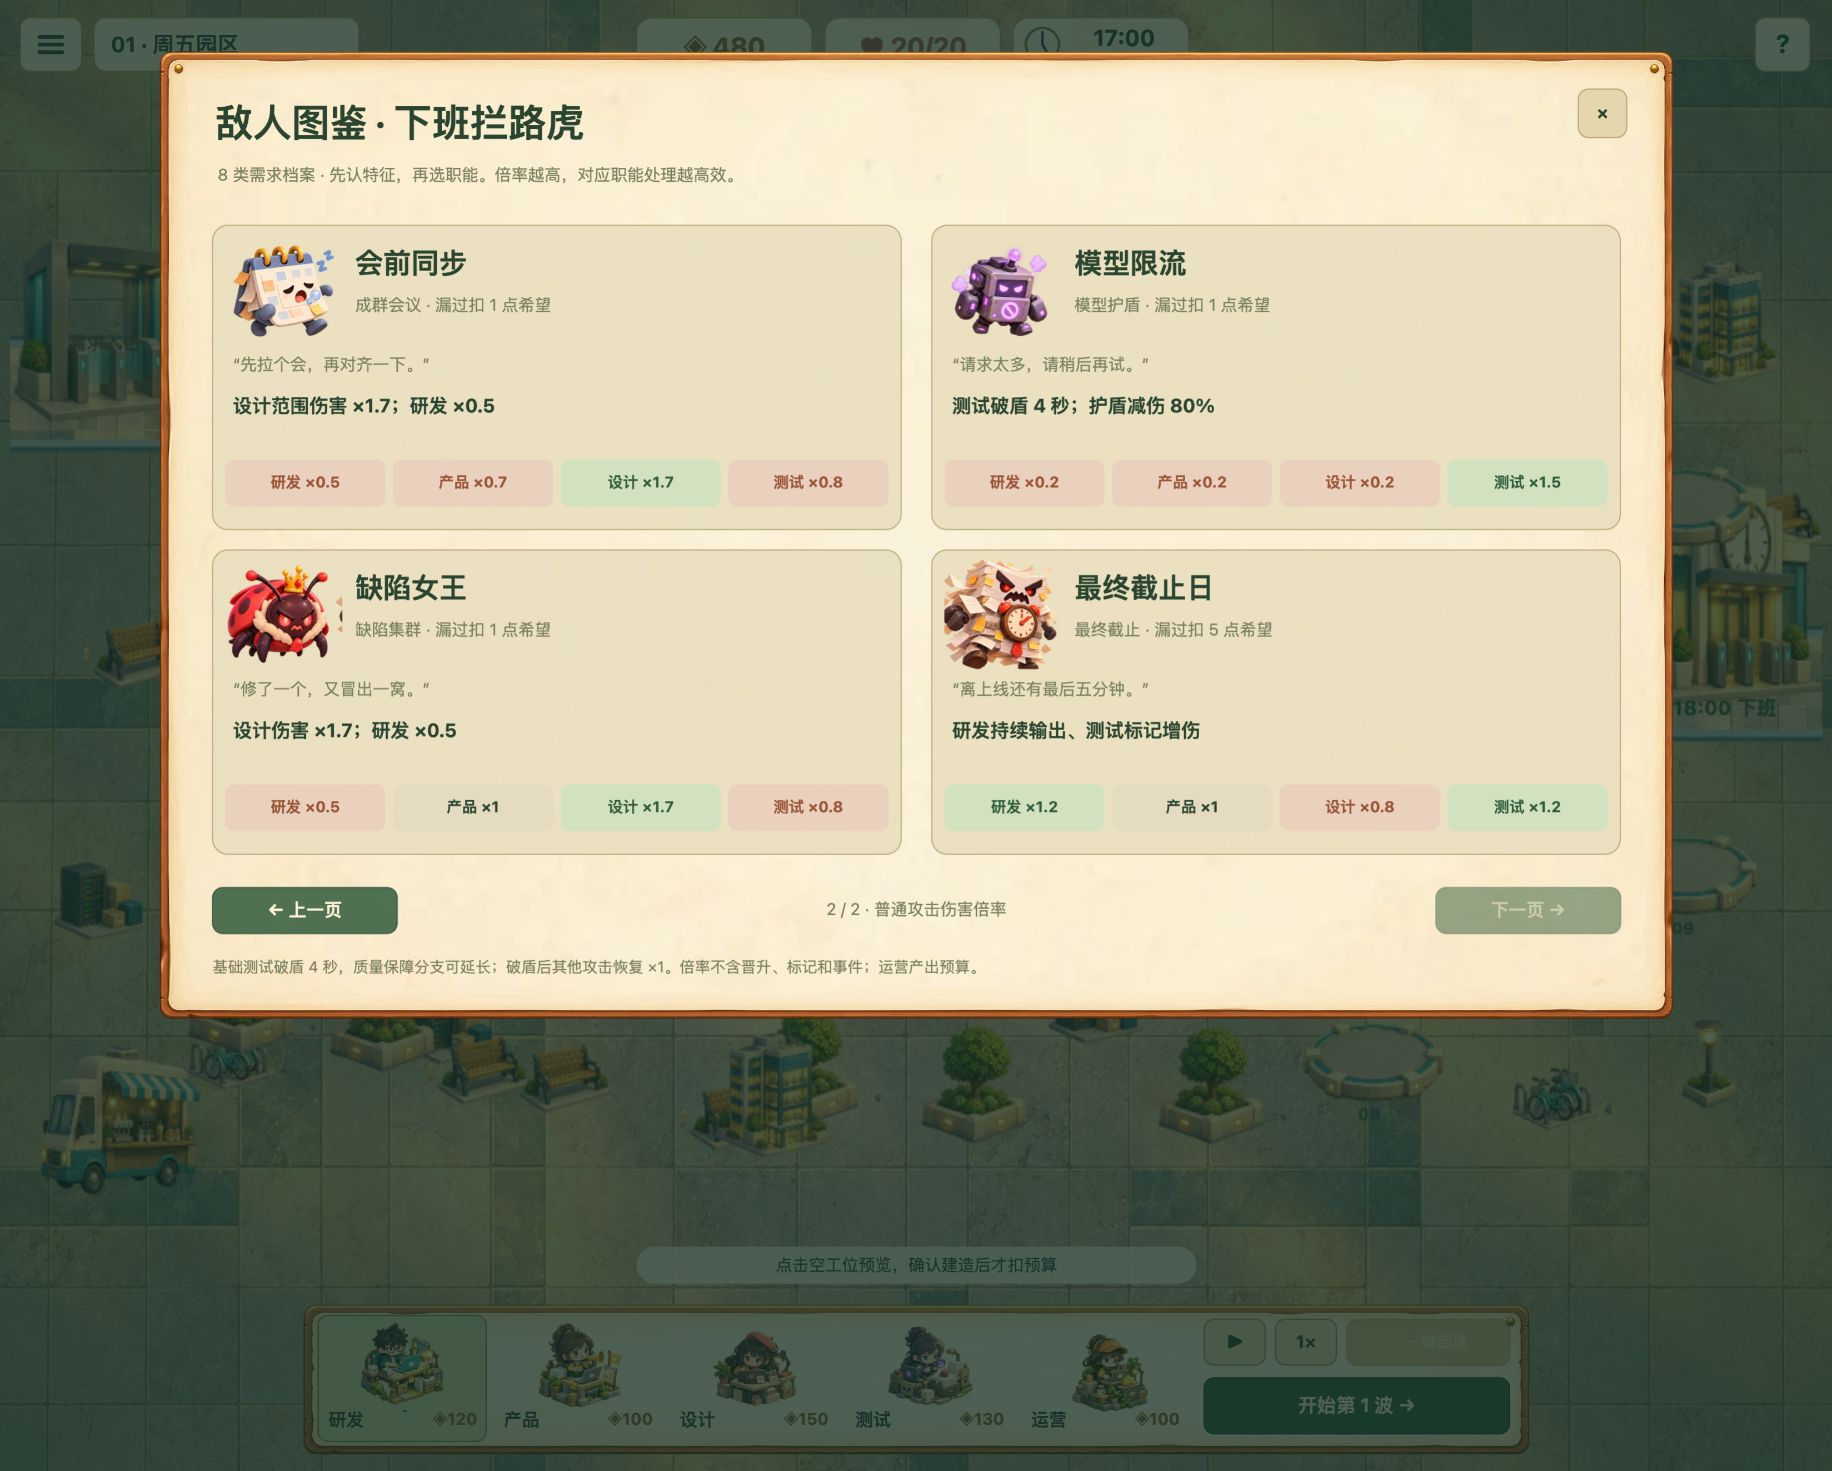 01 · 周五园区
480
20/20
17:00
?
敌人图鉴 · 下班拦路虎
×
8 类需求档案 · 先认特征，再选职能。倍率越高，对应职能处理越高效。
会前同步
成群会议 · 漏过扣 1 点希望
“先拉个会，再对齐一下。”
设计范围伤害 ×1.7；研发 ×0.5
研发 ×0.5
产品 ×0.7
设计 ×1.7
测试 ×0.8
模型限流
模型护盾 · 漏过扣 1 点希望
“请求太多，请稍后再试。”
测试破盾 4 秒；护盾减伤 80%
研发 ×0.2
产品 ×0.2
设计 ×0.2
测试 ×1.5
缺陷女王
缺陷集群 · 漏过扣 1 点希望
“修了一个，又冒出一窝。”
设计伤害 ×1.7；研发 ×0.5
研发 ×0.5
产品 ×1
设计 ×1.7
测试 ×0.8
最终截止日
最终截止 · 漏过扣 5 点希望
“离上线还有最后五分钟。”
研发持续输出、测试标记增伤
研发 ×1.2
产品 ×1
设计 ×0.8
测试 ×1.2
← 上一页
2 / 2 · 普通攻击伤害倍率
下一页 →
基础测试破盾 4 秒，质量保障分支可延长；破盾后其他攻击恢复 ×1。倍率不含晋升、标记和事件；运营产出预算。
18:00 下班
09
08
点击空工位预览，确认建造后才扣预算
研发 ◈120
产品 ◈100
设计 ◈150
测试 ◈130
运营 ◈100
1×
一键回滚
开始第 1 波 →